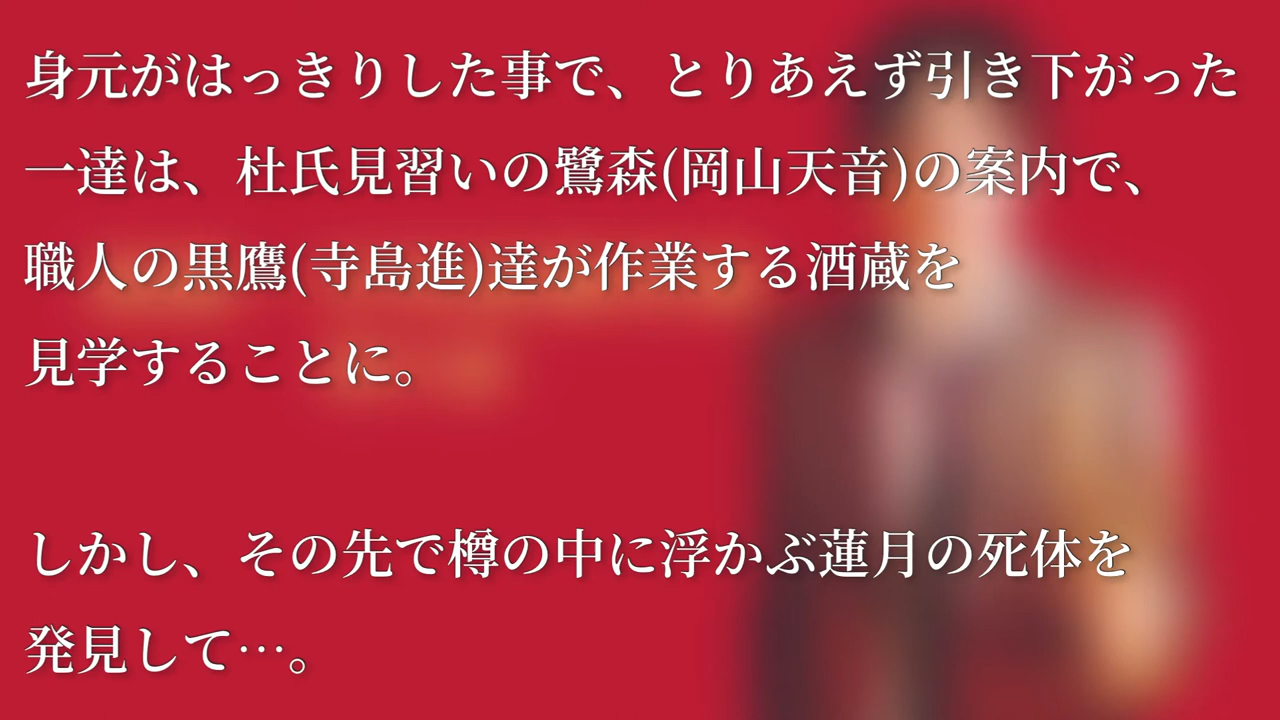 身元がはっきりした事で、とりあえず引き下がった
一達は、杜氏見習いの鷺森(岡山天音)の案内で、
職人の黒鷹(寺島進)達が作業する酒蔵を
見学することに。
しかし、その先で樽の中に浮かぶ蓮月の死体を
発見して…。